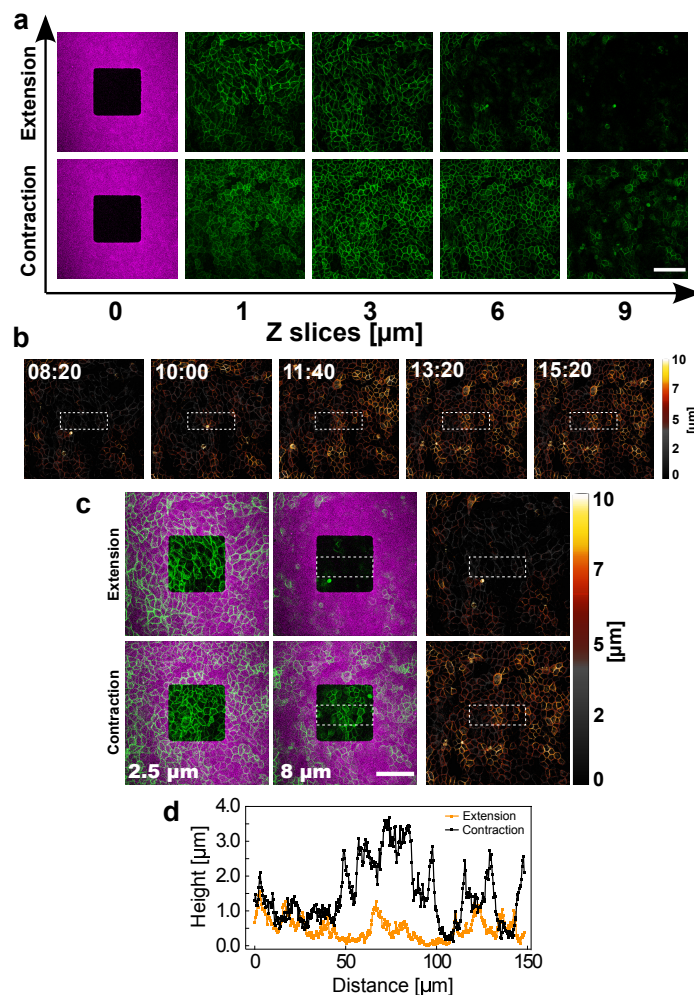 a
Extension
Contraction
0 1 3 6 9
Z slices [µm]
b
08:20 10:00 11:40 13:20 15:20
10
7
5
2
0
[µm]
c
Extension
Contraction
2.5 µm 8 µm
10
7
5
2
0
[µm]
d
Extension
Contraction
Height [µm]
4.0
3.0
2.0
1.0
0.0
0 50 100 150
Distance [µm]